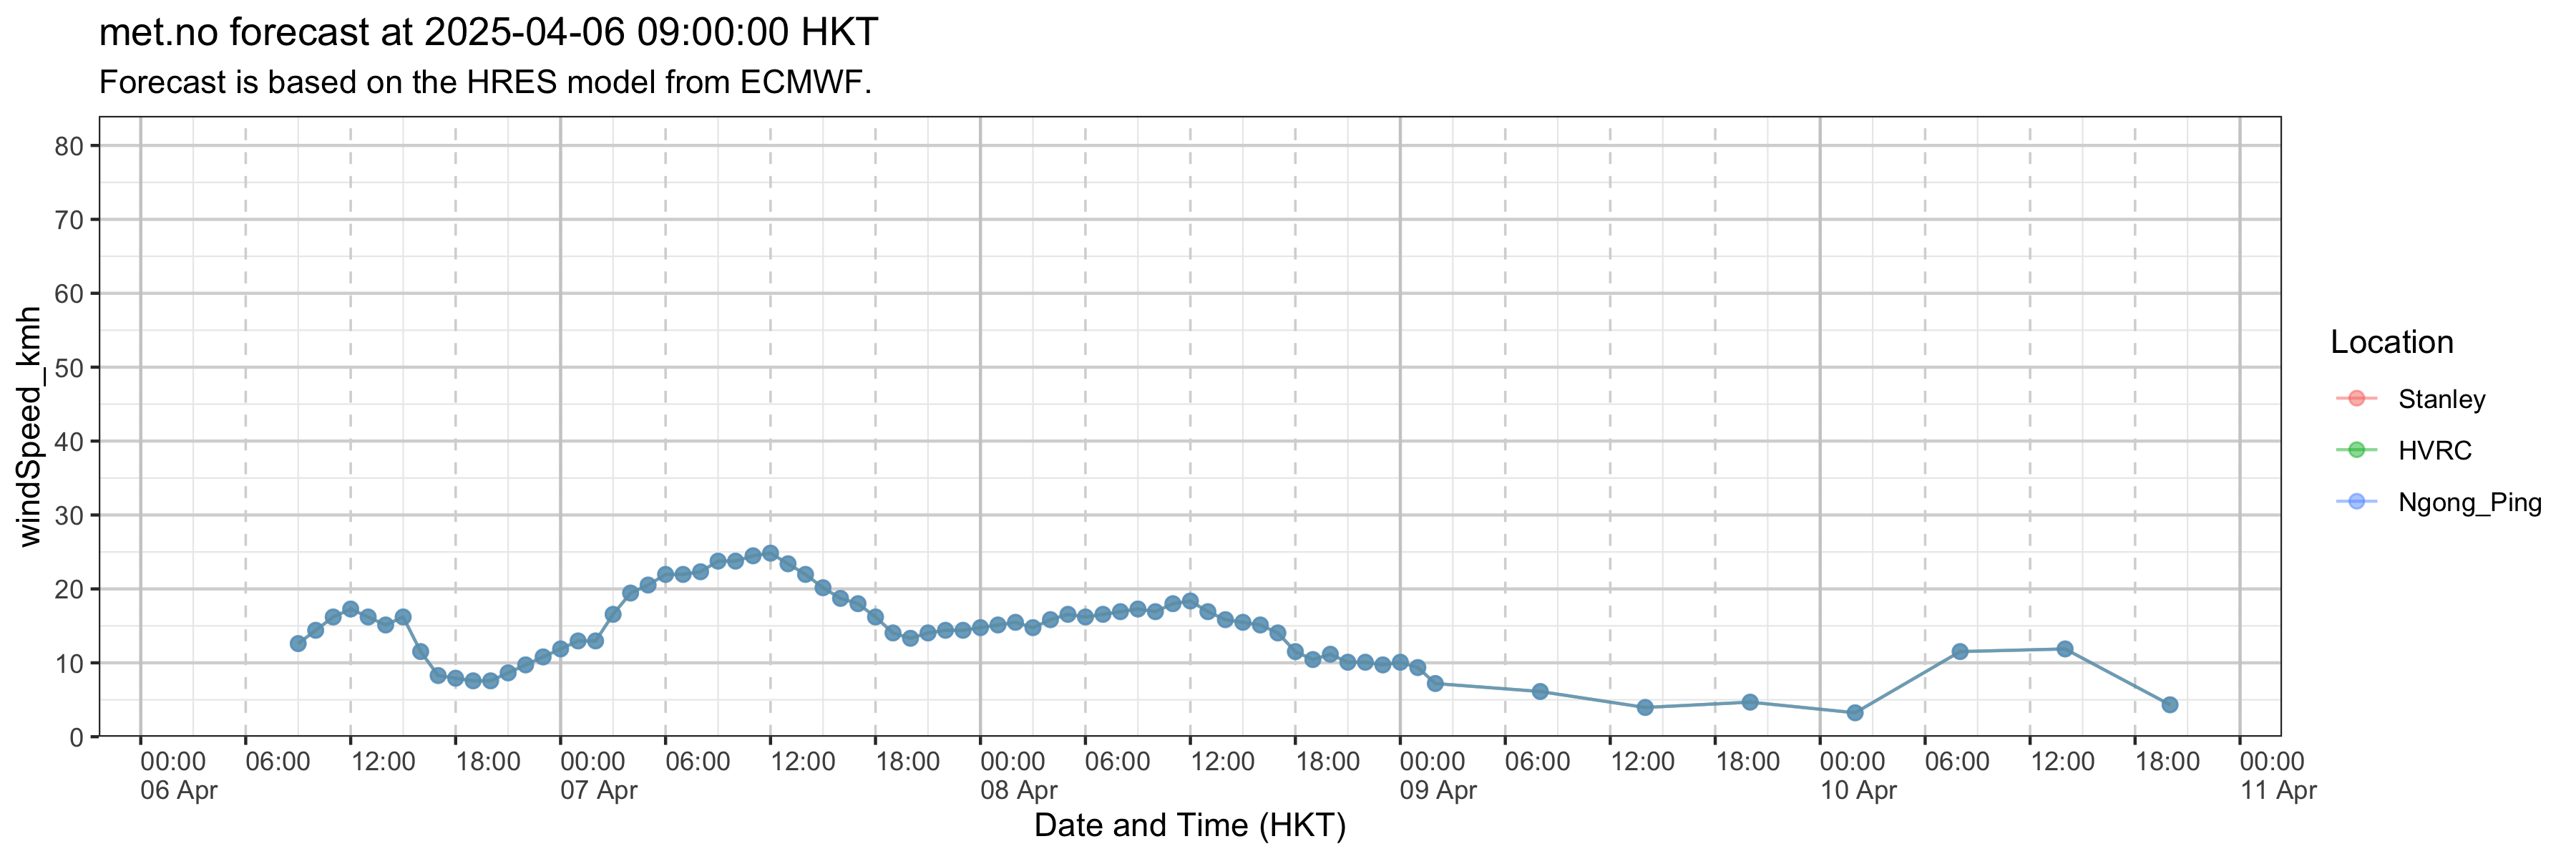 met.no forecast at 2025-04-06 09:00:00 HKT
Forecast is based on the HRES model from ECMWF.
windSpeed_kmh
80
70
60
50
40
30
20
10
0
00:00 06:00 12:00 18:00 00:00 06:00 12:00 18:00 00:00 06:00 12:00 18:00 00:00 06:00 12:00 18:00 00:00 06:00 12:00 18:00 00:00
06 Apr 07 Apr 08 Apr 09 Apr 10 Apr 11 Apr
Date and Time (HKT)
Location
Stanley
HVRC
Ngong_Ping